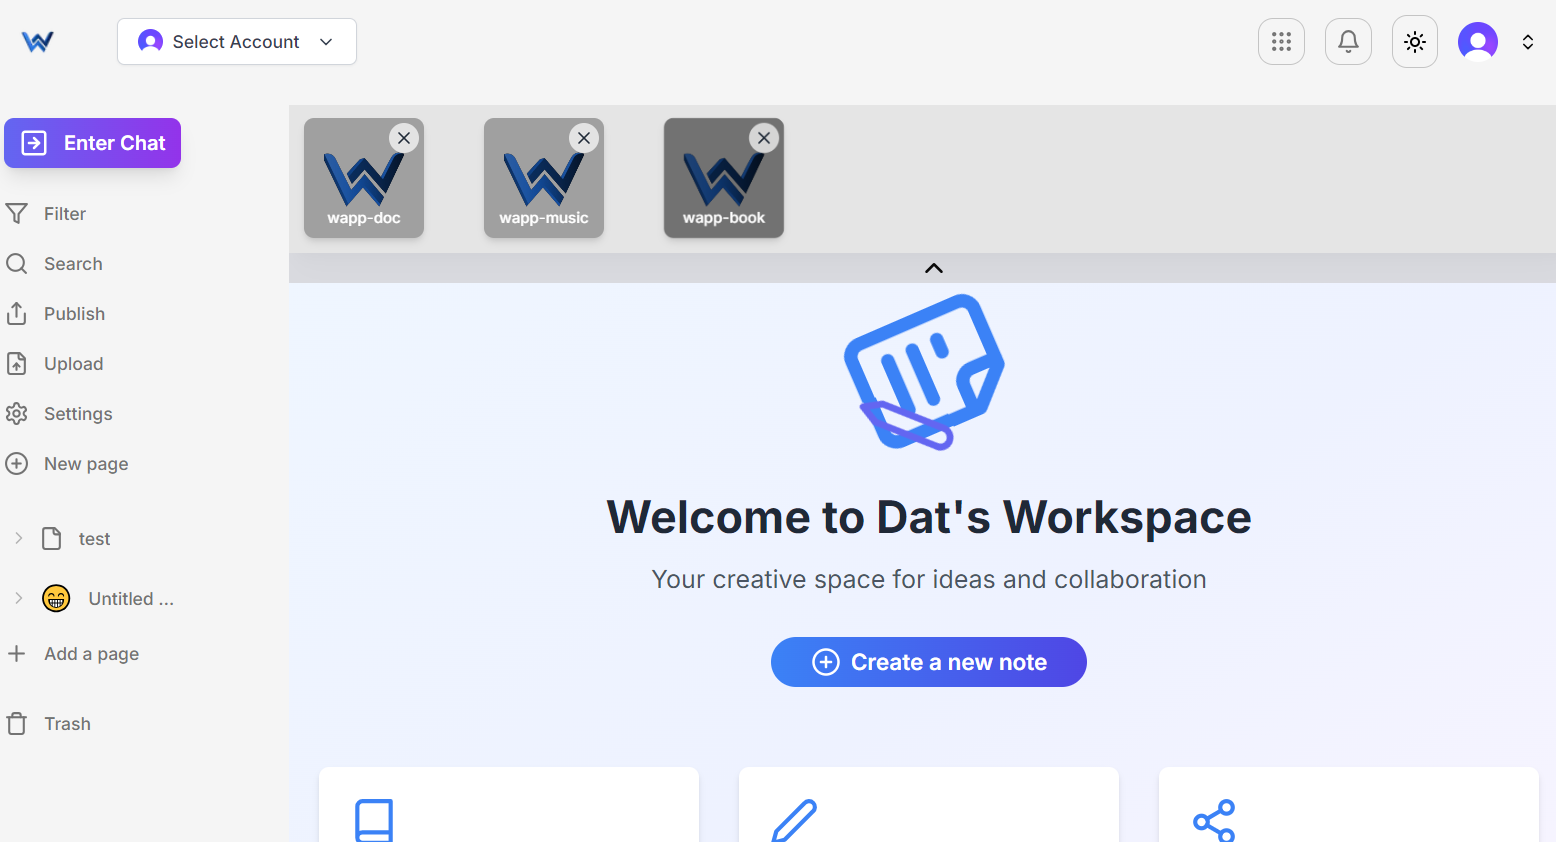 Select Account
Enter Chat
Filter
Search
Publish
Upload
Settings
New page
test
Untitled ...
Add a page
Trash
wapp-doc
wapp-music
wapp-book
Welcome to Dat's Workspace
Your creative space for ideas and collaboration
Create a new note